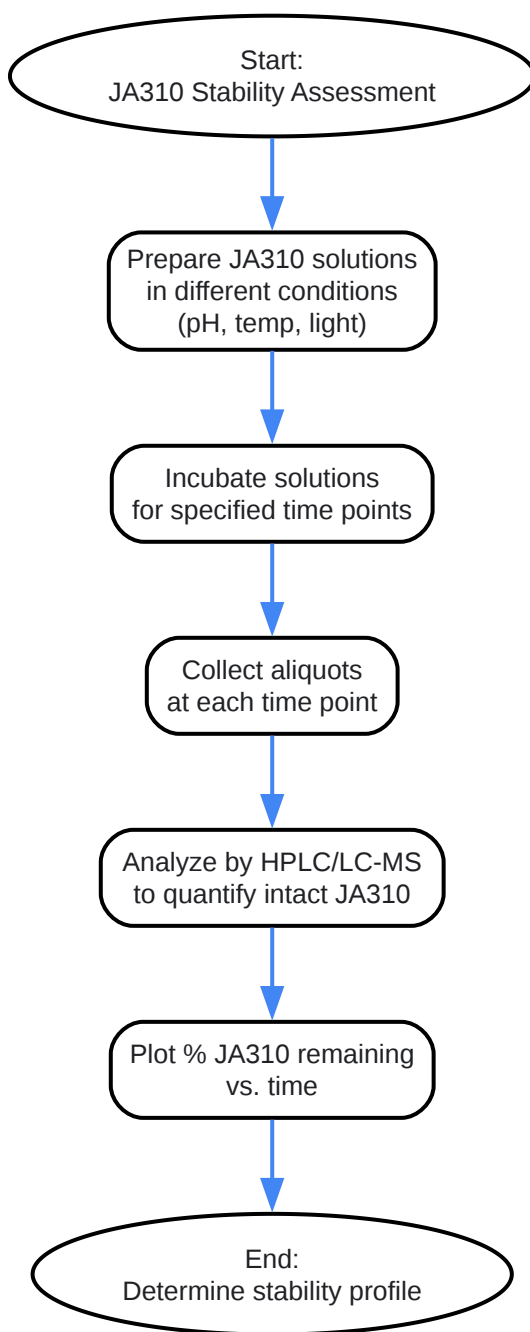 Start:
JA310 Stability Assessment
Prepare JA310 solutions
in different conditions
(pH, temp, light)
Incubate solutions
for specified time points
Collect aliquots
at each time point
Analyze by HPLC/LC-MS
to quantify intact JA310
Plot % JA310 remaining
vs. time
End:
Determine stability profile